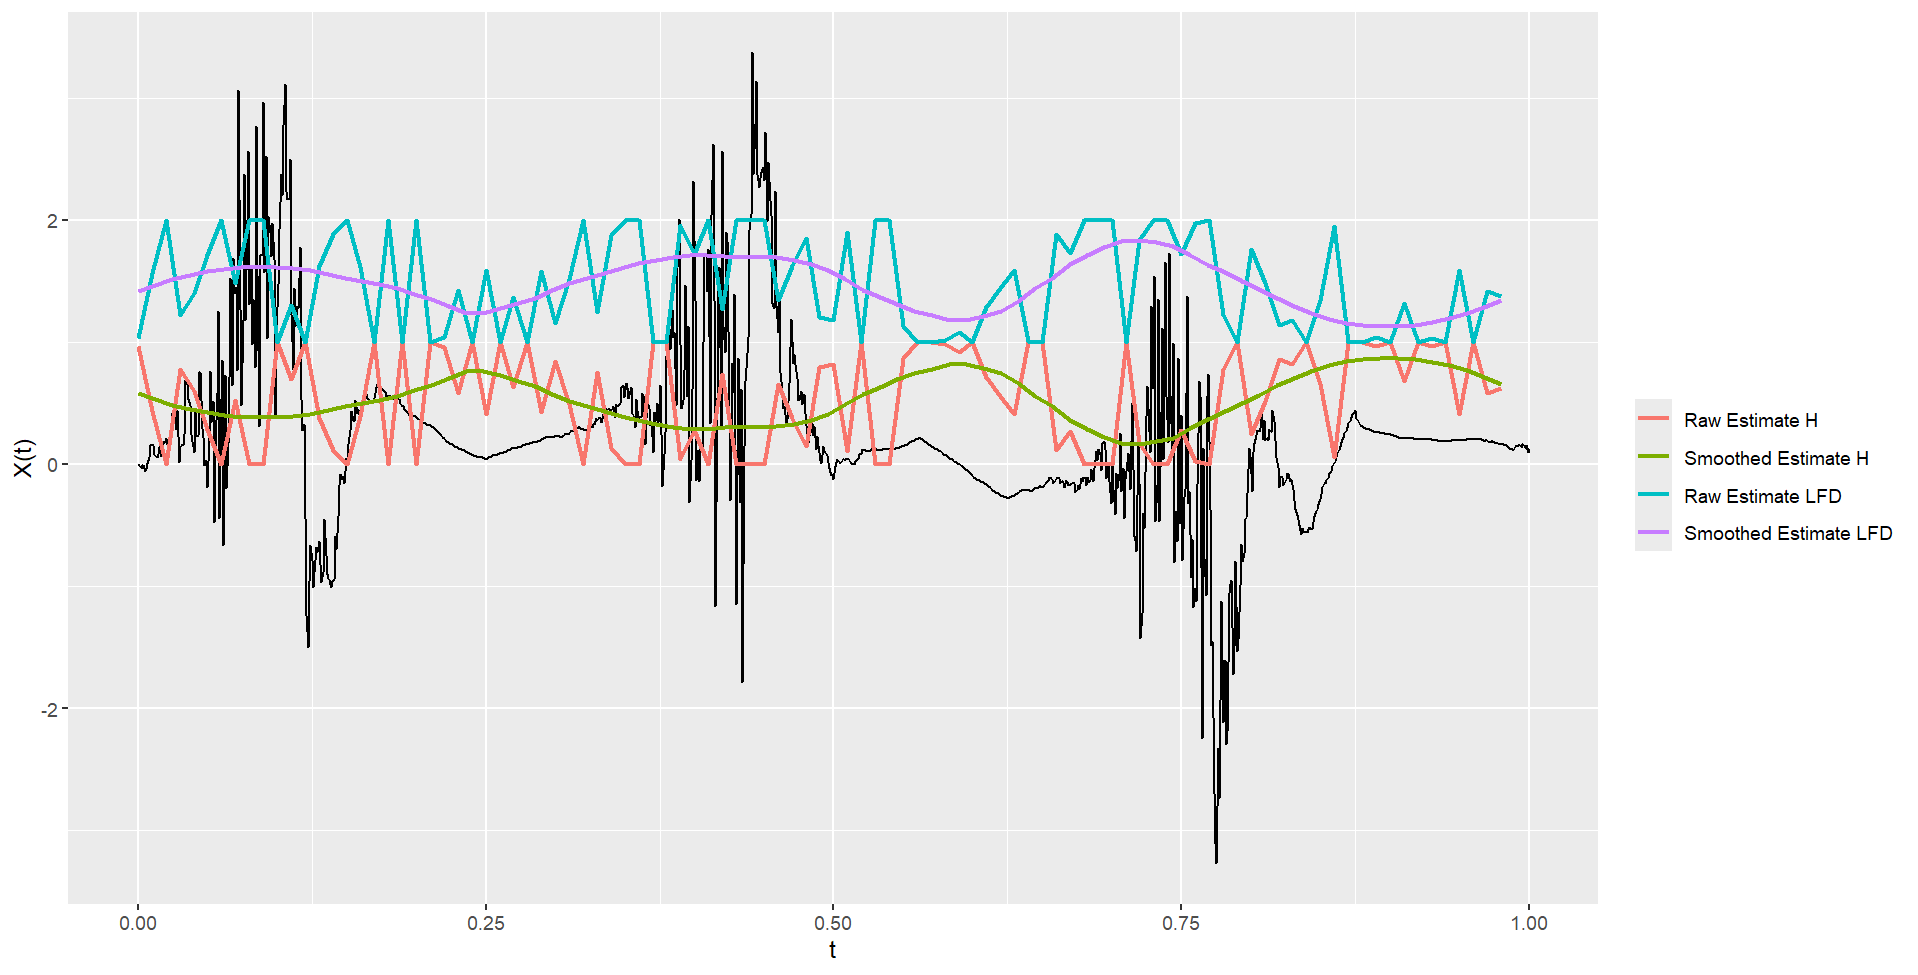 X(t)
2
0
-2
0.00
0.25
0.50
0.75
1.00
t
Raw Estimate H
Smoothed Estimate H
Raw Estimate LFD
Smoothed Estimate LFD